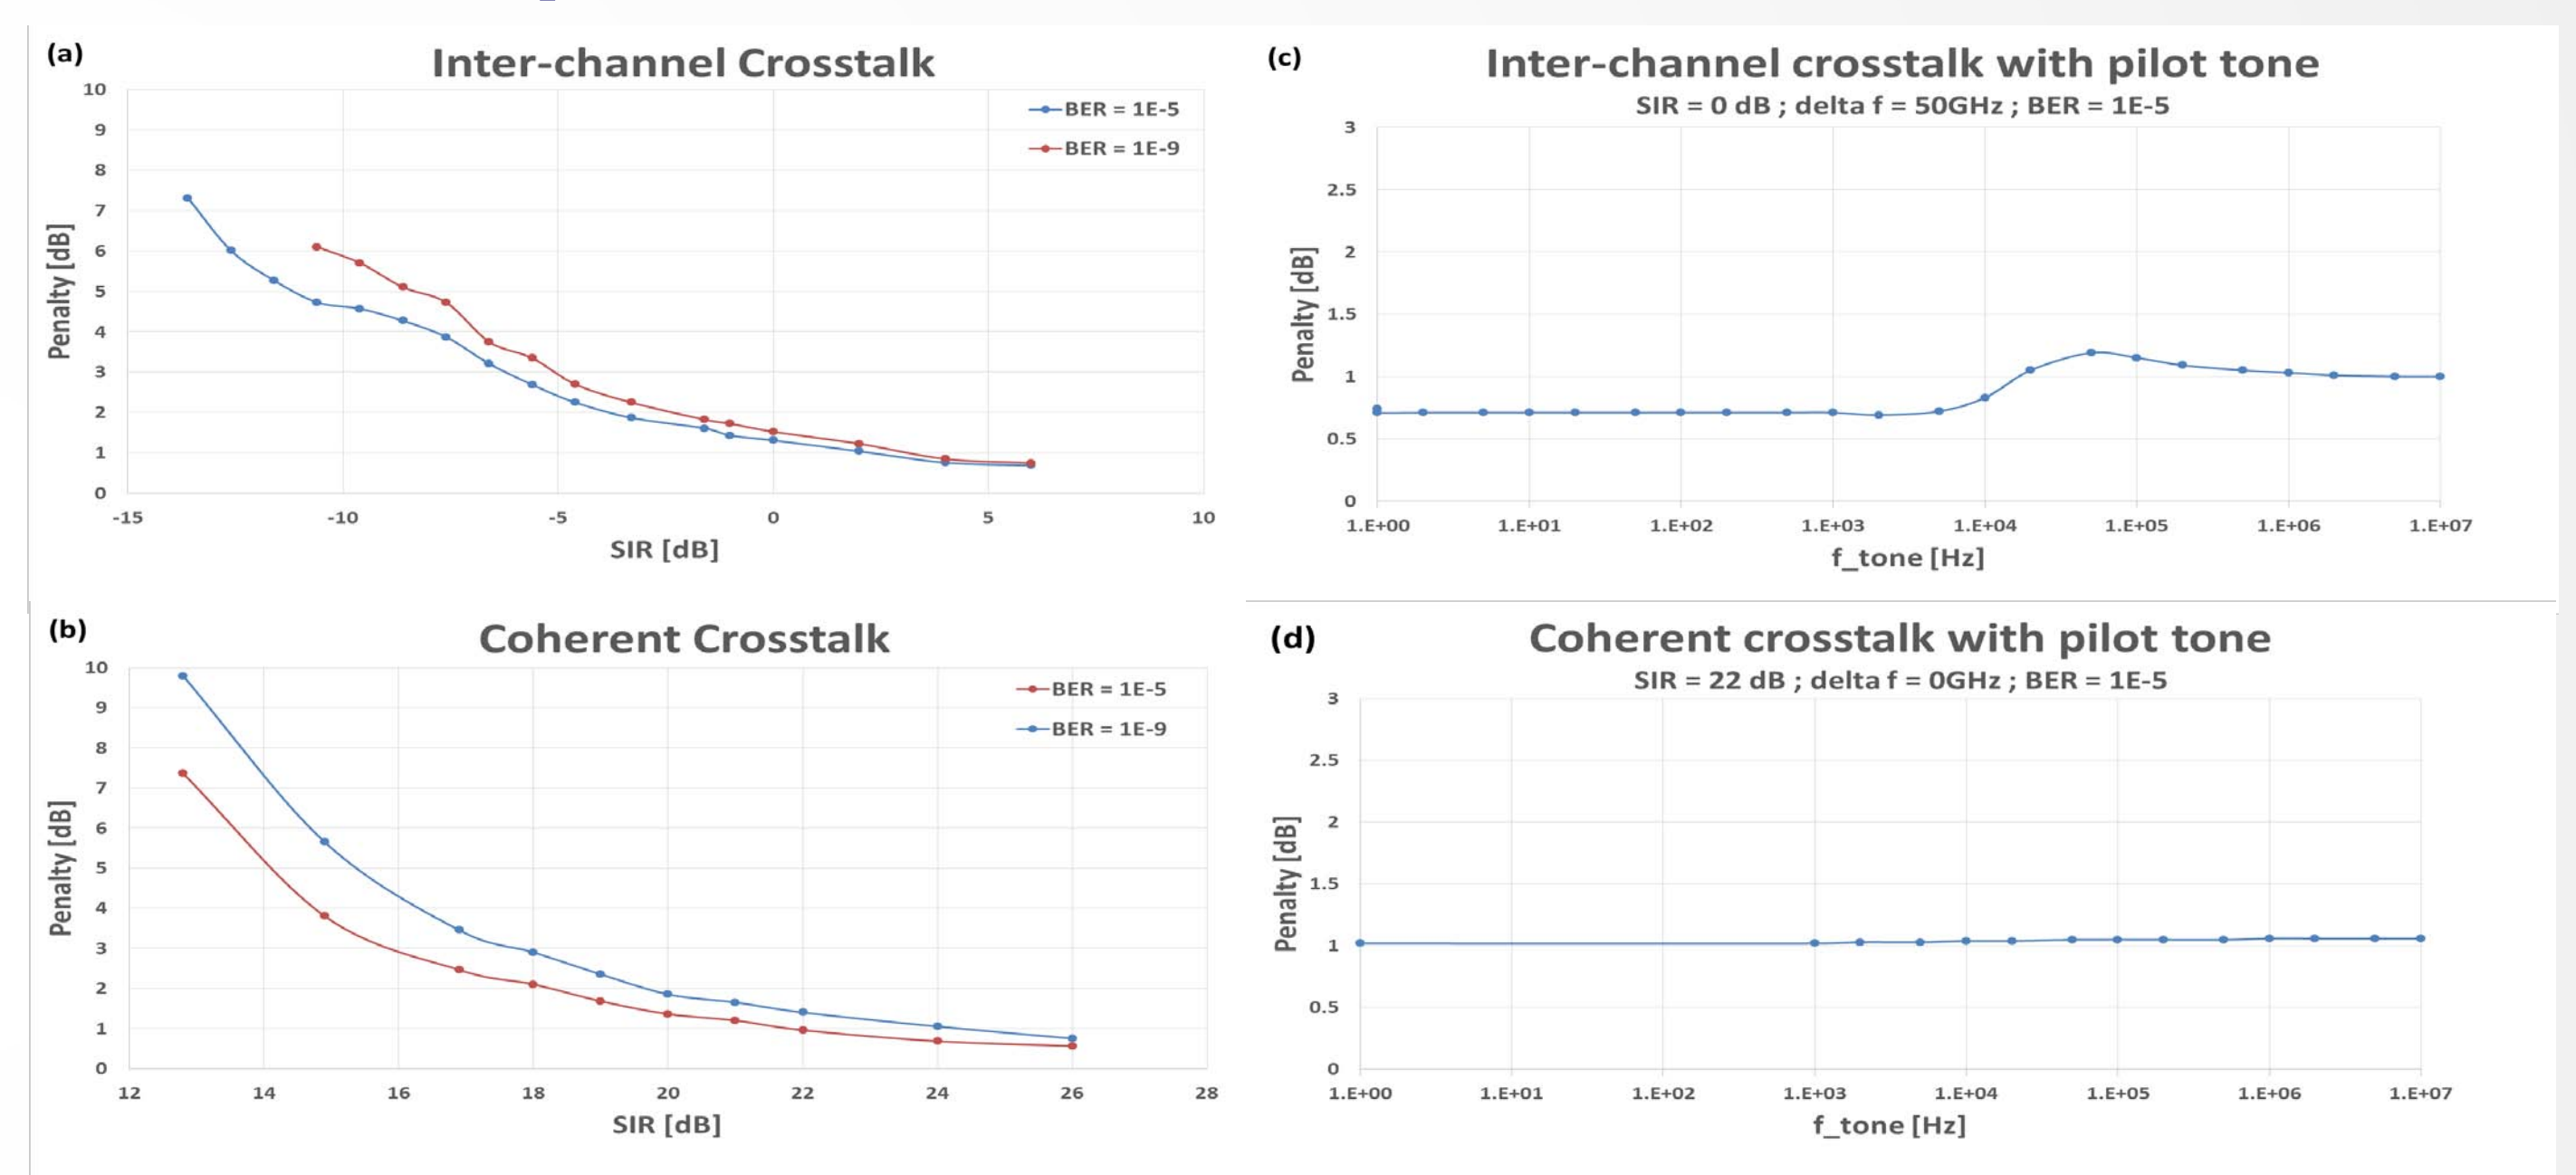 (a)
Inter-channel Crosstalk
BER = 1E-5
BER = 1E-9
10
9
8
7
6
5
4
3
2
1
0
Penalty [dB]
-15 -10 -5 0 5 10
SIR [dB]
(b)
Coherent Crosstalk
BER = 1E-5
BER = 1E-9
10
9
8
7
6
5
4
3
2
1
0
Penalty [dB]
12 14 16 18 20 22 24 26 28
SIR [dB]
(c)
Inter-channel crosstalk with pilot tone
SIR = 0 dB ; delta f = 50GHz ; BER = 1E-5
3
2.5
2
1.5
1
0.5
0
Penalty [dB]
1.E+00 1.E+01 1.E+02 1.E+03 1.E+04 1.E+05 1.E+06 1.E+07
f_tone [Hz]
(d)
Coherent crosstalk with pilot tone
SIR = 22 dB ; delta f = 0GHz ; BER = 1E-5
3
2.5
2
1.5
1
0.5
0
Penalty [dB]
1.E+00 1.E+01 1.E+02 1.E+03 1.E+04 1.E+05 1.E+06 1.E+07
f_tone [Hz]